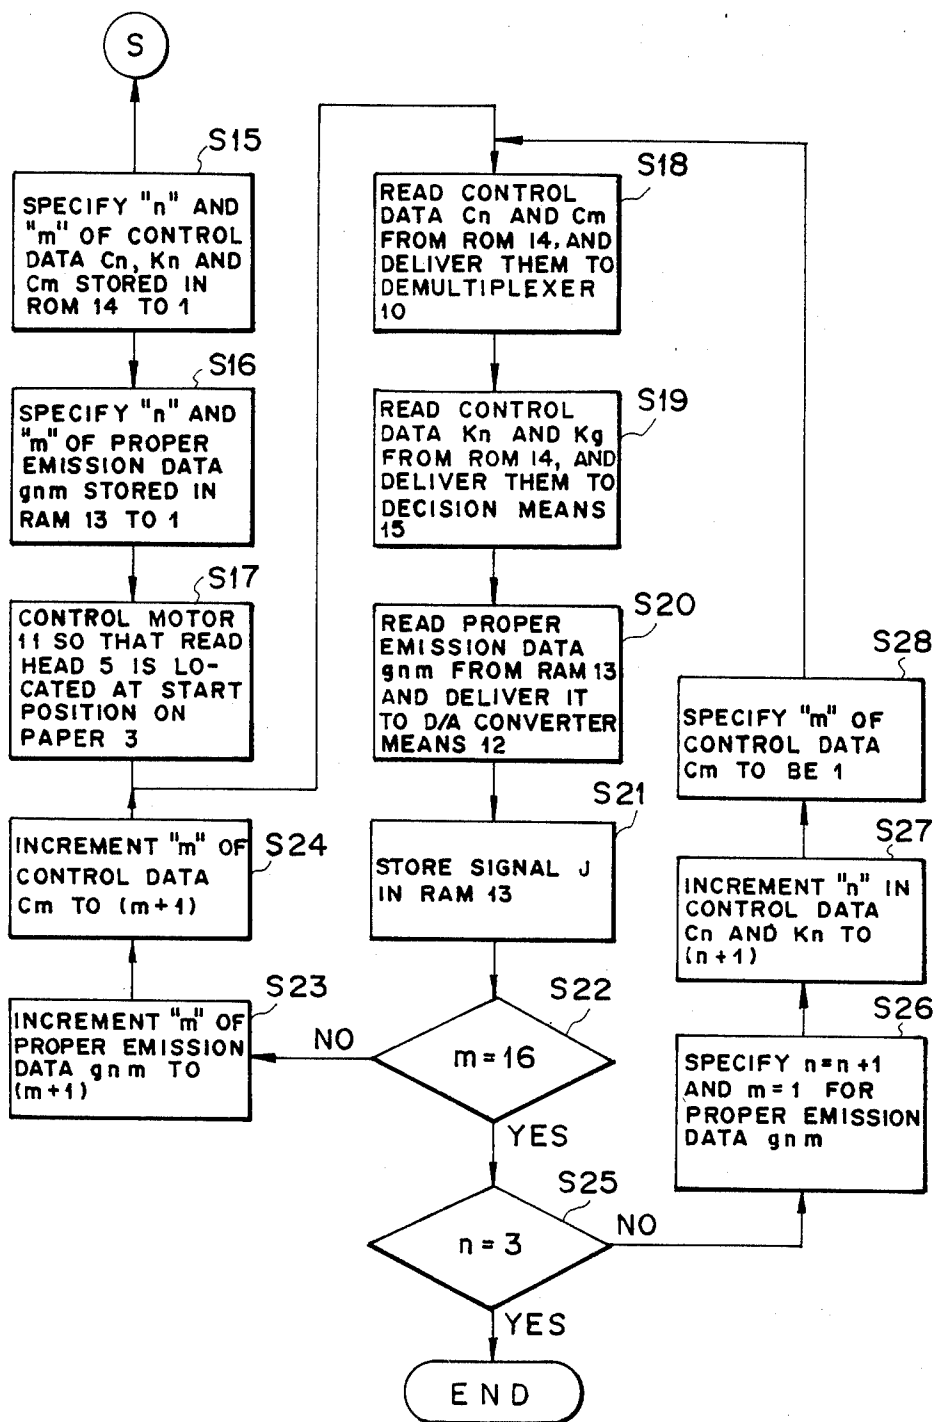 S
S15
SPECIFY "n" AND
"m" OF CONTROL
DATA Cn, Kn AND
Cm STORED IN
ROM 14 TO 1
S16
SPECIFY "n" AND
"m" OF PROPER
EMISSION DATA
gnm STORED IN
RAM 13 TO 1
S17
CONTROL MOTOR
11 SO THAT READ
HEAD 5 IS LO-
CATED AT START
POSITION ON
PAPER 3
S24
INCREMENT "m" OF
CONTROL DATA
Cm TO (m+1)
S23
INCREMENT "m" OF
PROPER EMISSION
DATA gnm TO
(m+1)
S18
READ CONTROL
DATA Cn AND Cm
FROM ROM 14, AND
DELIVER THEM TO
DEMULTIPLEXER
10
S19
READ CONTROL
DATA Kn AND Kg
FROM ROM 14, AND
DELIVER THEM TO
DECISION MEANS
15
S20
READ PROPER
EMISSION DATA
gnm FROM RAM 13
AND DELIVER IT
TO D/A CONVERTER
MEANS 12
S21
STORE SIGNAL J
IN RAM 13
S22
m=16
NO
YES
S25
n=3
NO
YES
END
S28
SPECIFY "m" OF
CONTROL DATA
Cm TO BE 1
S27
INCREMENT "n" IN
CONTROL DATA
Cn AND Kn TO
(n+1)
S26
SPECIFY n=n+1
AND m=1 FOR
PROPER EMISSION
DATA gnm